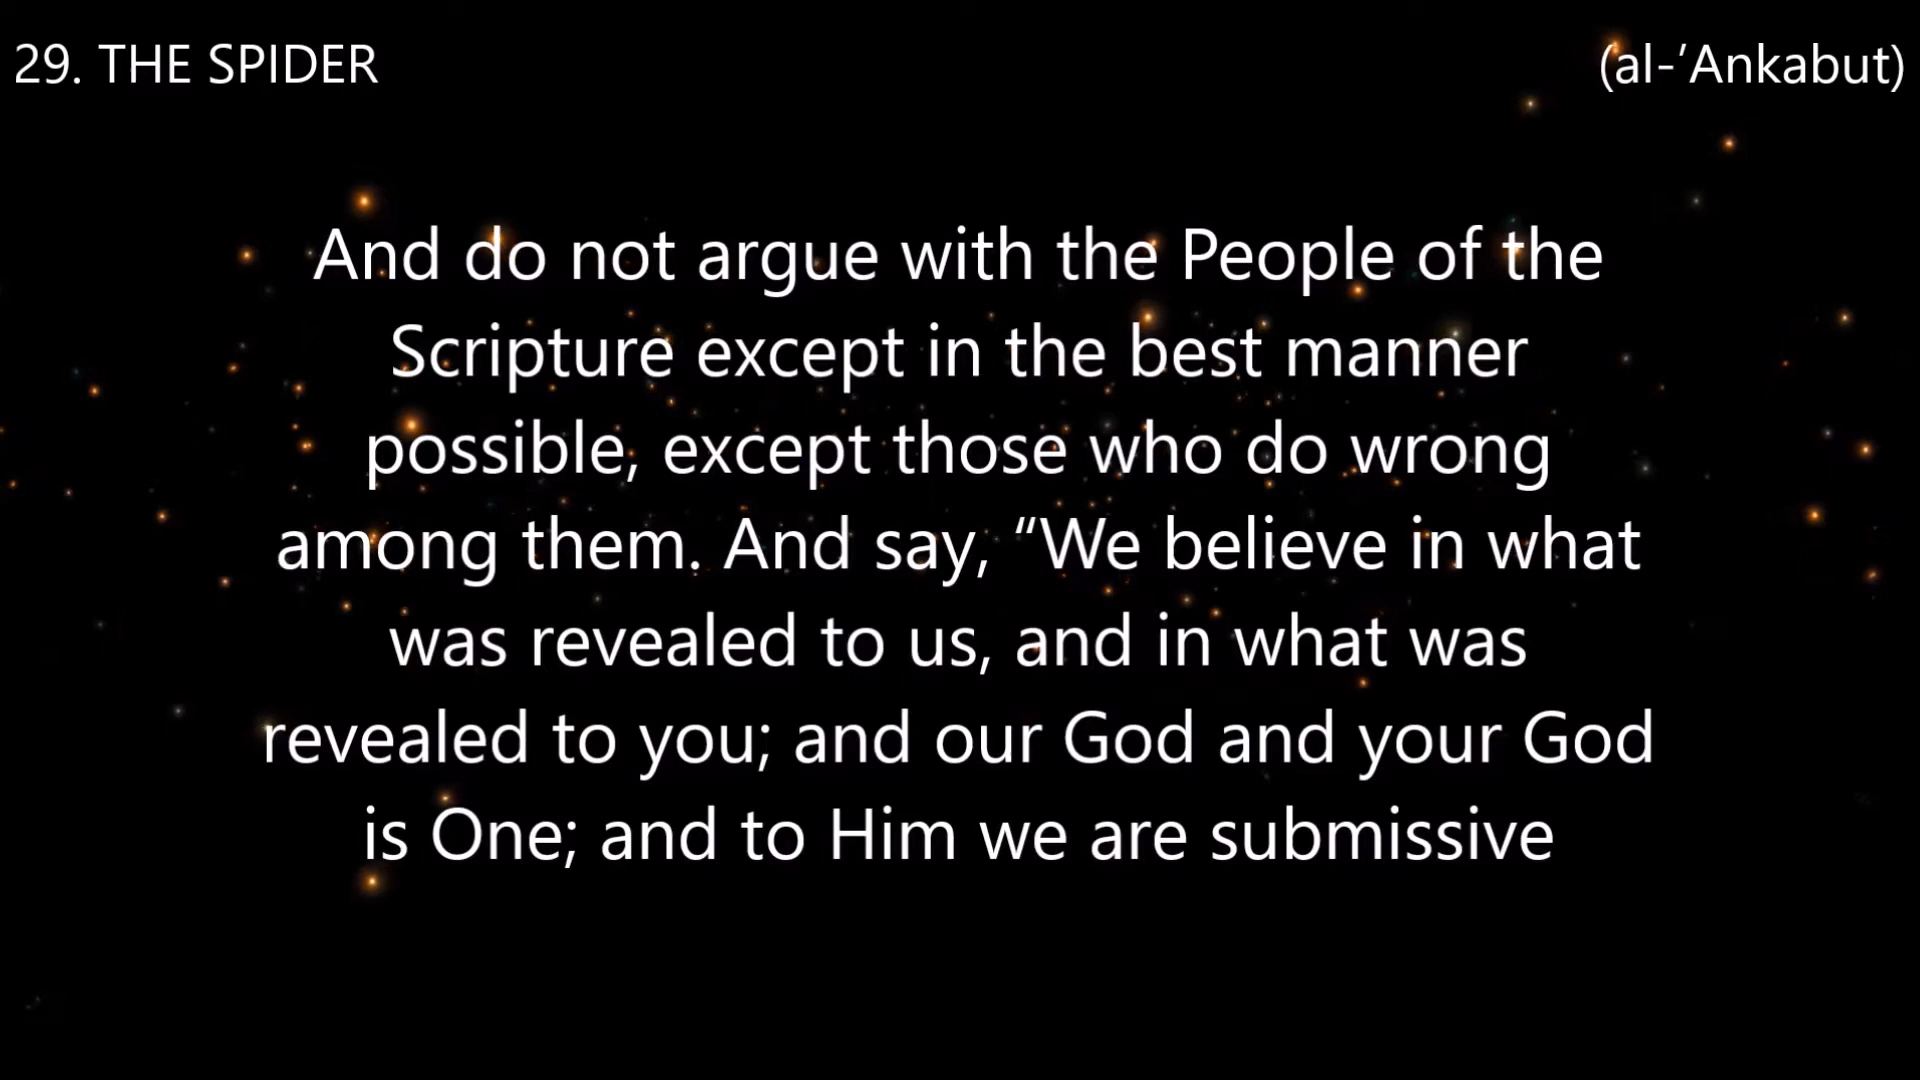 29. THE SPIDER
(al-’Ankabut)
And do not argue with the People of the
Scripture except in the best manner
possible, except those who do wrong
among them. And say, “We believe in what
was revealed to us, and in what was
revealed to you; and our God and your God
is One; and to Him we are submissive